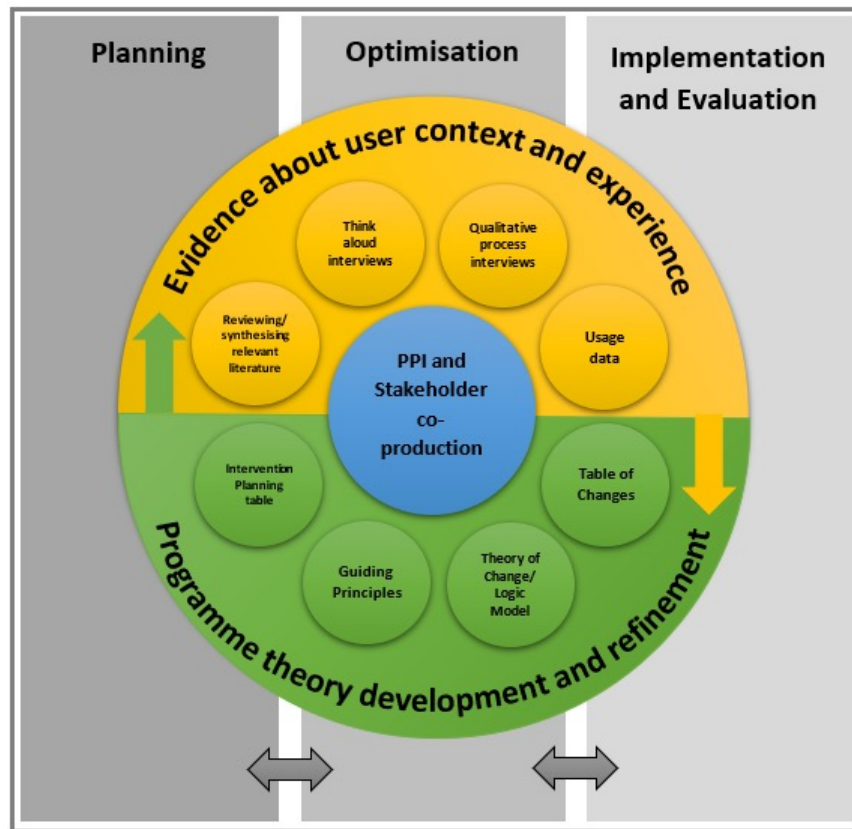 Planning
Optimisation
Implementation
and Evaluation
Evidence about user context and experience
Think
aloud
interviews
Qualitative
process
interviews
Reviewing/
synthesising
relevant
literature
Usage
data
PPI and
Stakeholder
co-
production
Intervention
Planning
table
Table of
Changes
Guiding
Principles
Theory of
Change/
Logic
Model
Programme theory development and refinement